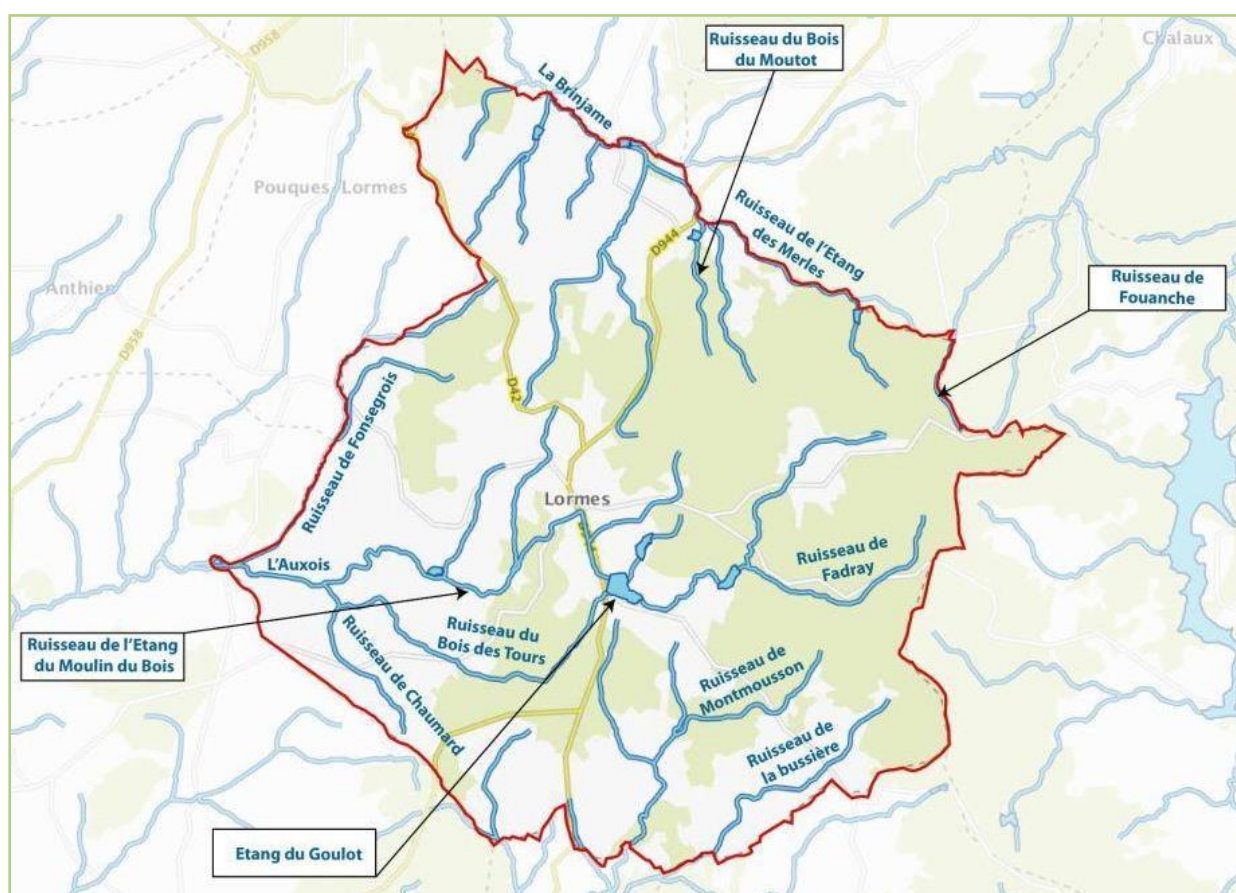 D958
Ruisseau du Bois
du Moutot
Chalaux
La Brinjame
Pouques-Lormes
Ruisseau de l'Etang
des Merles
D944
Anthien
Ruisseau de
Fouanche
D958
D42
Ruisseau de Fonsegrois
Lormes
L'Auxois
Ruisseau de
Fadray
Ruisseau de l'Etang
du Moulin du Bois
Ruisseau du
Bois des Tours
Ruisseau de Chaumard
Ruisseau de
Montmousson
Ruisseau de
la bussière
Etang du Goulot